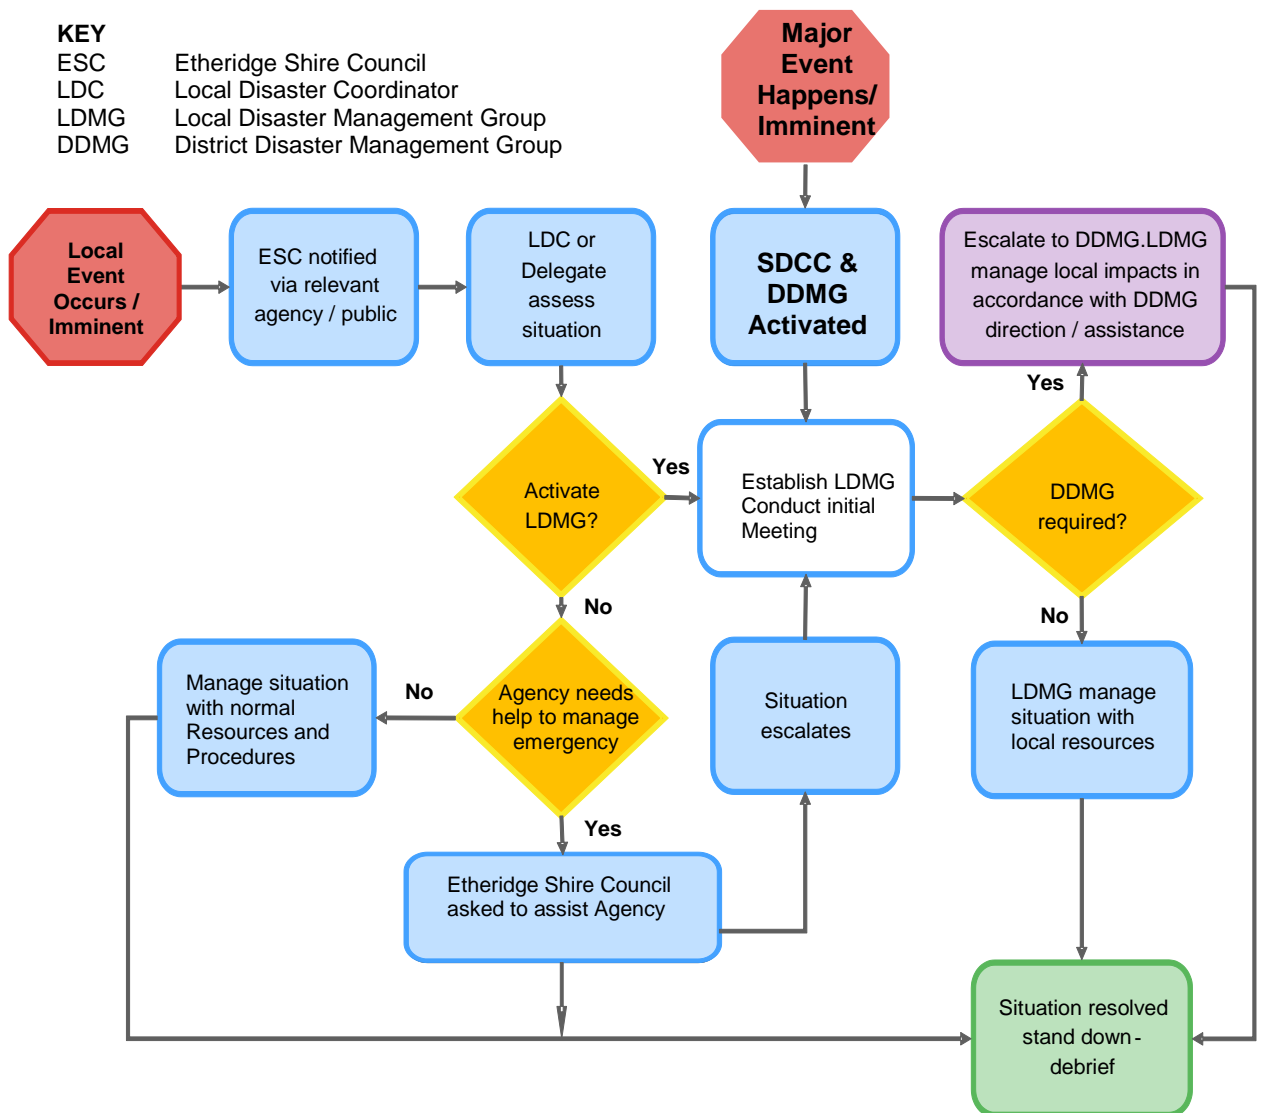 KEY
ESC Etheridge Shire Council
LDC Local Disaster Coordinator
LDMG Local Disaster Management Group
DDMG District Disaster Management Group
Major
Event
Happens/
Imminent
Local
Event
Occurs /
Imminent
ESC notified
via relevant
agency / public
LDC or
Delegate
assess
situation
SDCC &
DDMG
Activated
Escalate to DDMG.LDMG
manage local impacts in
accordance with DDMG
direction / assistance
Yes
Activate
LDMG?
Yes
Establish LDMG
Conduct initial
Meeting
DDMG
required?
No
No
Manage situation
with normal
Resources and
Procedures
No
Agency needs
help to manage
emergency
Situation
escalates
LDMG manage
situation with
local resources
Yes
Etheridge Shire Council
asked to assist Agency
Situation resolved
stand down -
debrief